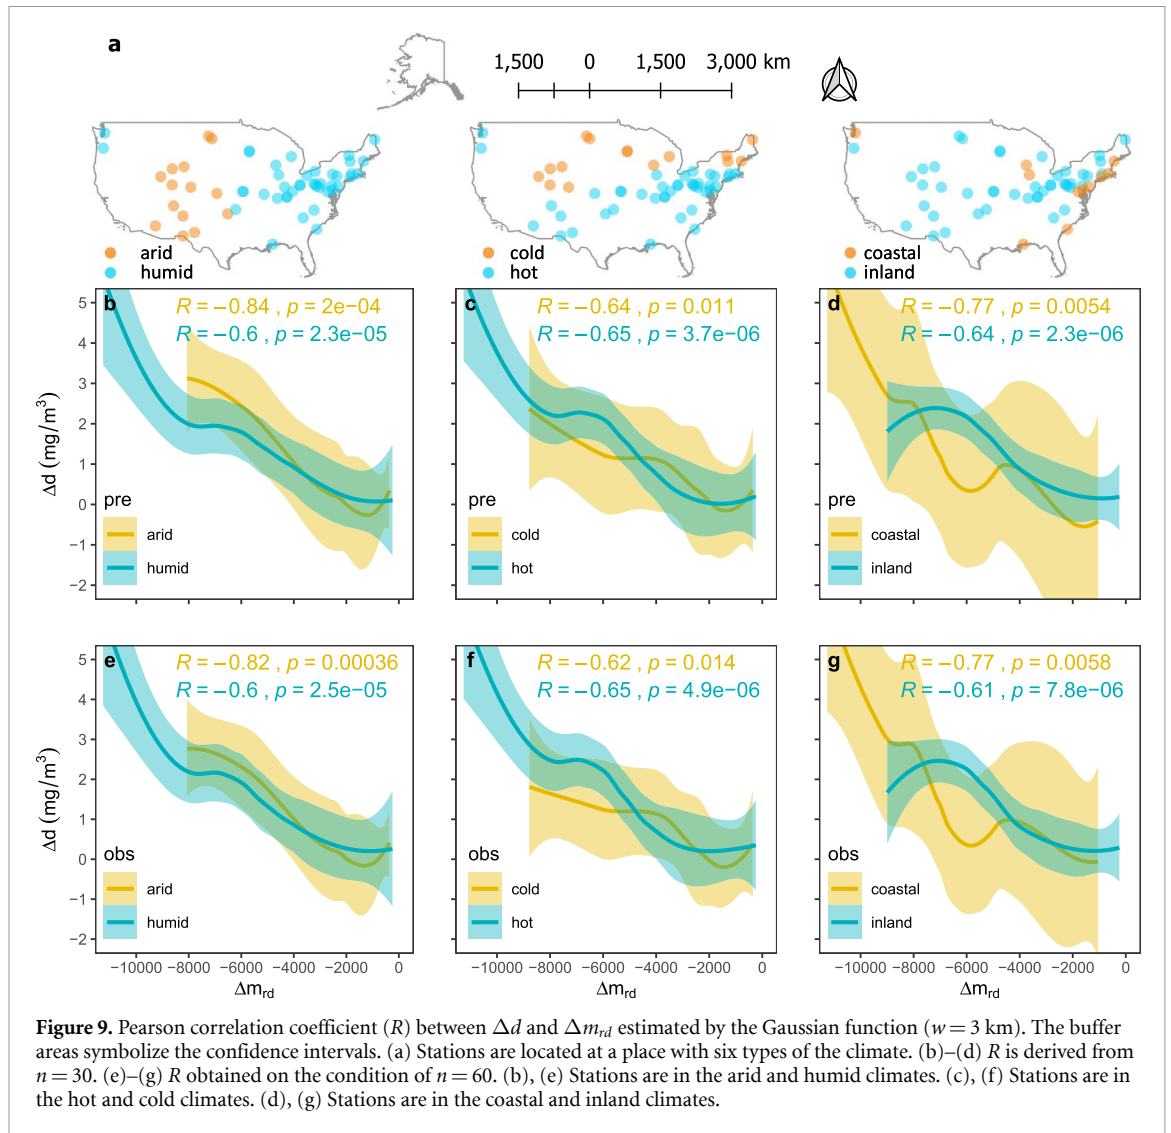 a
1,500 0 1,500 3,000 km
arid
humid
cold
hot
coastal
inland
b
R = −0.84 , p = 2e−04
R = −0.6 , p = 2.3e−05
c
R = −0.64 , p = 0.011
R = −0.65 , p = 3.7e−06
d
R = −0.77 , p = 0.0054
R = −0.64 , p = 2.3e−06
5
4
3
2
1
0
−1
−2
Δd (mg/m³)
pre
arid
humid
pre
cold
hot
pre
coastal
inland
e
R = −0.82 , p = 0.00036
R = −0.6 , p = 2.5e−05
f
R = −0.62 , p = 0.014
R = −0.65 , p = 4.9e−06
g
R = −0.77 , p = 0.0058
R = −0.61 , p = 7.8e−06
5
4
3
2
1
0
−1
−2
Δd (mg/m³)
obs
arid
humid
obs
cold
hot
obs
coastal
inland
−10000 −8000 −6000 −4000 −2000 0
−10000 −8000 −6000 −4000 −2000 0
−10000 −8000 −6000 −4000 −2000 0
Δmrd
Δmrd
Δmrd
Figure 9. Pearson correlation coefficient (R) between Δd and Δmrd estimated by the Gaussian function (w = 3 km). The buffer
areas symbolize the confidence intervals. (a) Stations are located at a place with six types of the climate. (b)–(d) R is derived from
n = 30. (e)–(g) R obtained on the condition of n = 60. (b), (e) Stations are in the arid and humid climates. (c), (f) Stations are in
the hot and cold climates. (d), (g) Stations are in the coastal and inland climates.